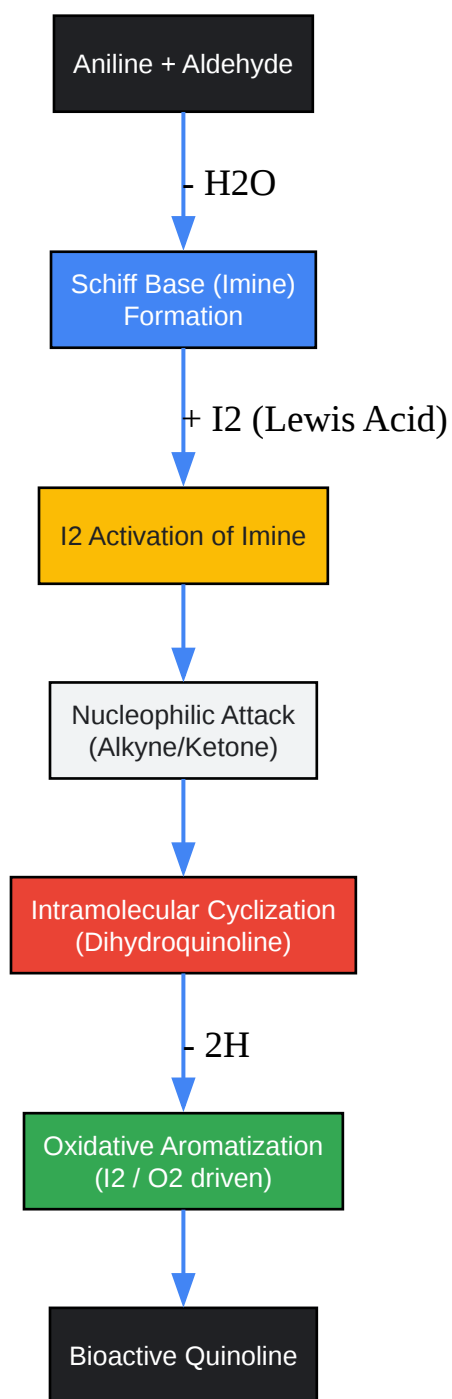 Aniline + Aldehyde
- H2O
Schiff Base (Imine)
Formation
+ I2 (Lewis Acid)
I2 Activation of Imine
Nucleophilic Attack
(Alkyne/Ketone)
Intramolecular Cyclization
(Dihydroquinoline)
- 2H
Oxidative Aromatization
(I2 / O2 driven)
Bioactive Quinoline